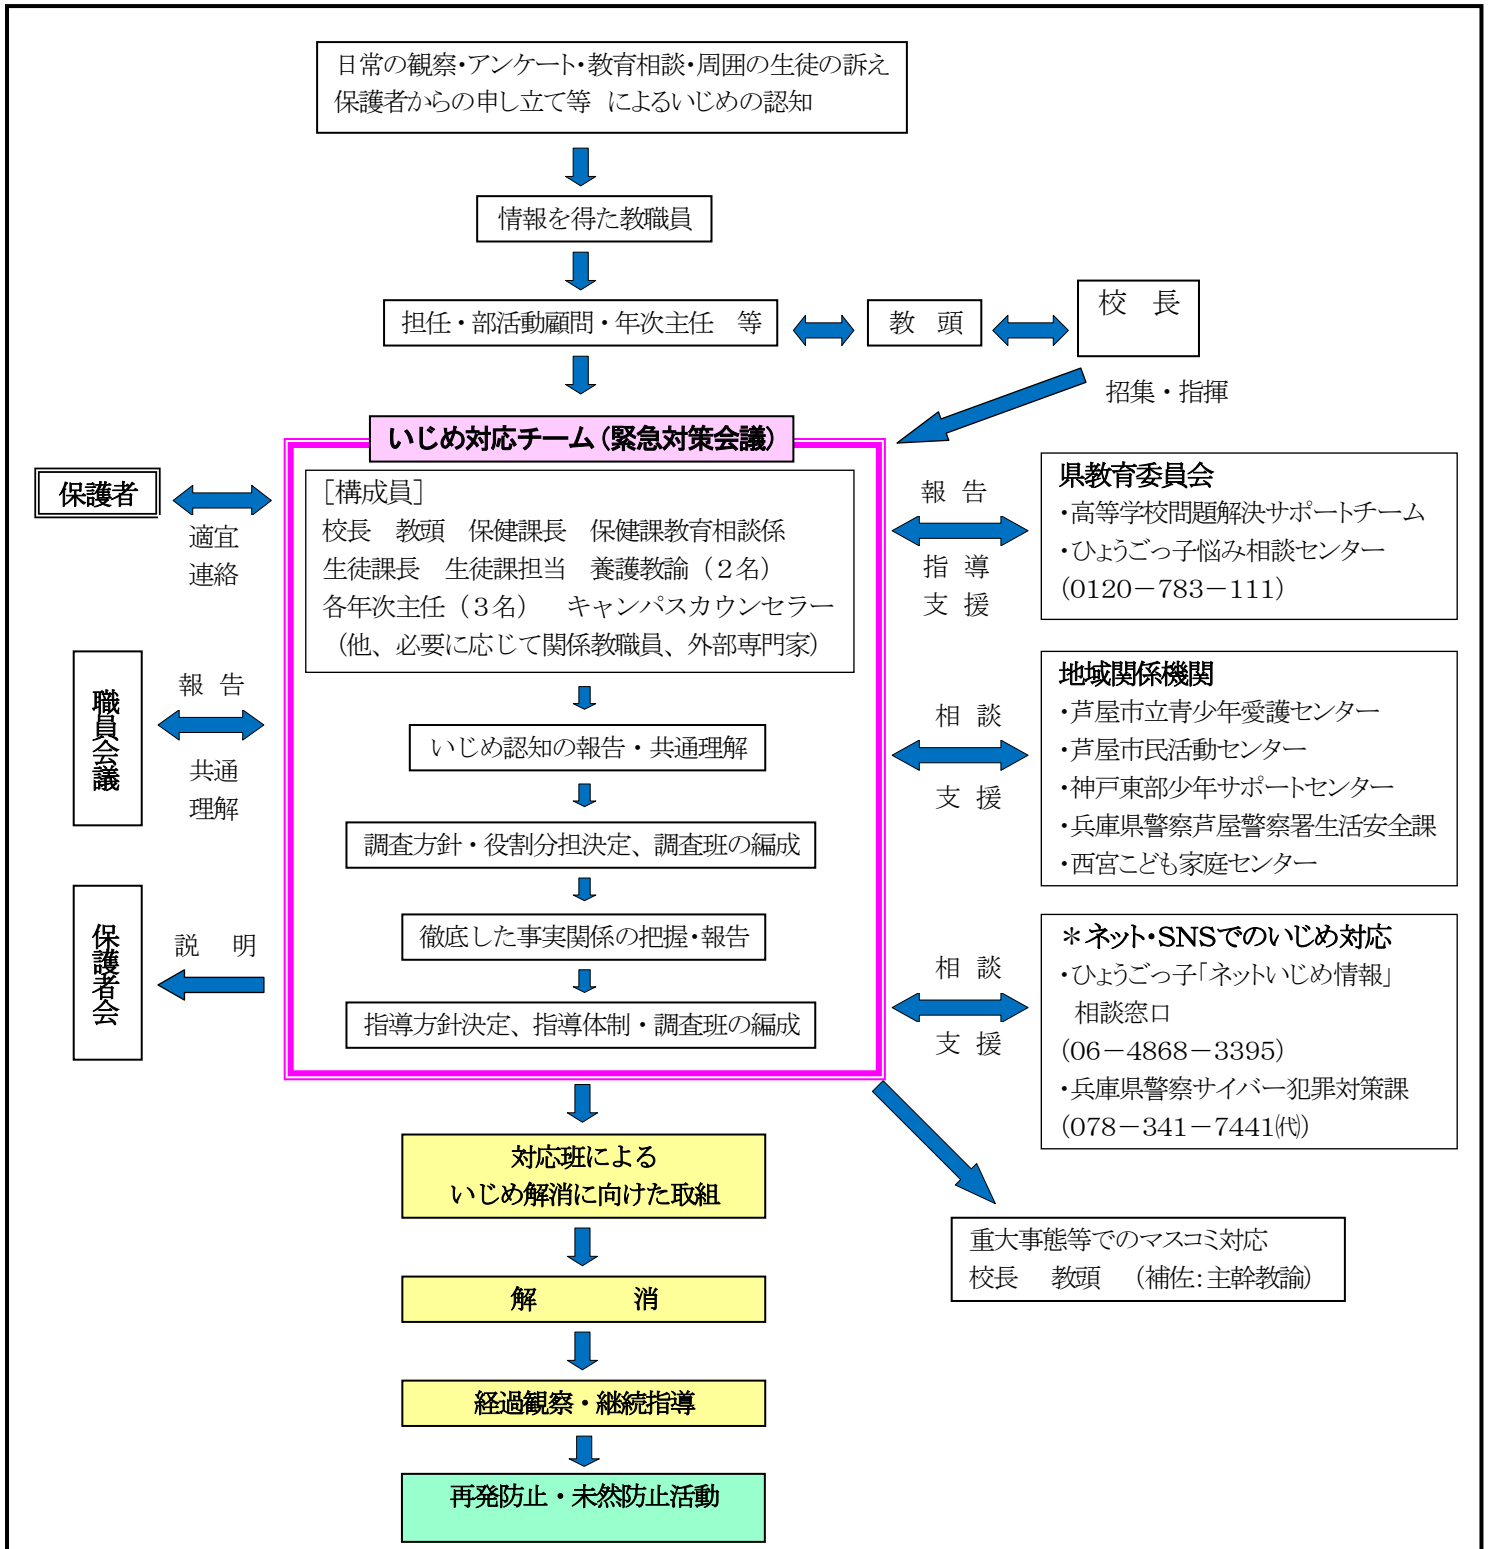 日常の観察・アンケート・教育相談・周囲の生徒の訴え
保護者からの申し立て等　によるいじめの認知
情報を得た教職員
担任・部活動顧問・年次主任　等
教　頭
校　長
招集・指揮
いじめ対応チーム（緊急対策会議）
［構成員］
校長　教頭　保健課長　保健課教育相談係
生徒課長　生徒課担当　養護教諭（２名）
各年次主任（３名）　キャンパスカウンセラー
（他、必要に応じて関係教職員、外部専門家）
いじめ認知の報告・共通理解
調査方針・役割分担決定、調査班の編成
徹底した事実関係の把握・報告
指導方針決定、指導体制・調査班の編成
保護者
適宜
連絡
職員会議
報 告
共通
理解
保護者会
説　明
報 告
指 導
支 援
県教育委員会
・高等学校問題解決サポートチーム
・ひょうごっ子悩み相談センター
(0120－783－111)
相 談
支 援
地域関係機関
・芦屋市立青少年愛護センター
・芦屋市民活動センター
・神戸東部少年サポートセンター
・兵庫県警察芦屋警察署生活安全課
・西宮こども家庭センター
相 談
支 援
＊ネット・SNSでのいじめ対応
・ひょうごっ子「ネットいじめ情報」
相談窓口
(06－4868－3395)
・兵庫県警察サイバー犯罪対策課
(078－341－7441㈹)
重大事態等でのマスコミ対応
校長　教頭　（補佐：主幹教諭）
対応班による
いじめ解消に向けた取組
解　　　消
経過観察・継続指導
再発防止・未然防止活動